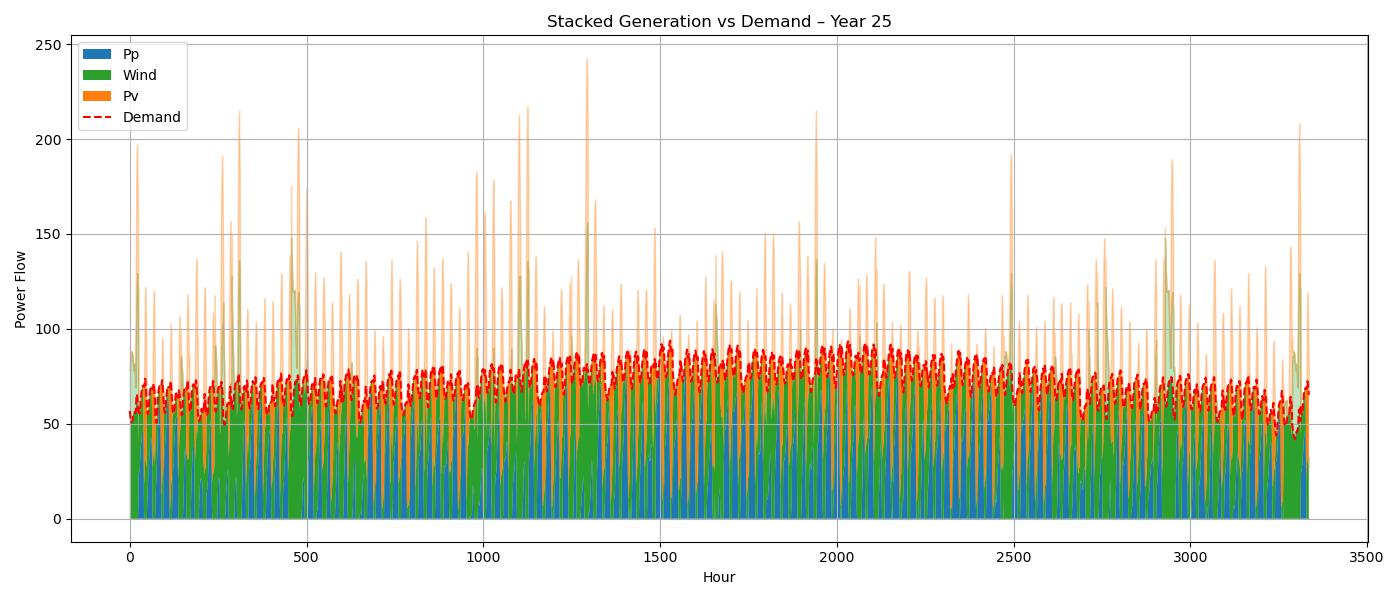 Stacked Generation vs Demand – Year 25
Power Flow
250
200
150
100
50
0
Pp
Wind
Pv
Demand
0 500 1000 1500 2000 2500 3000 3500
Hour